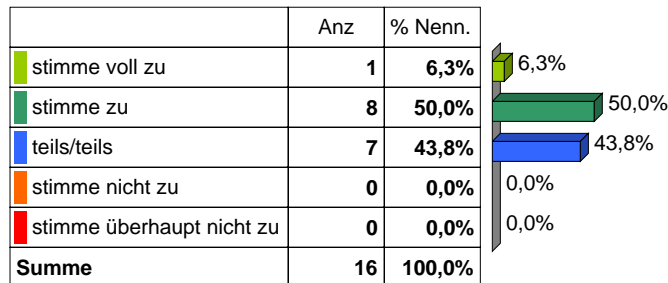 Anz % Nenn.
stimme voll zu 1 6,3% 6,3%
stimme zu 8 50,0% 50,0%
teils/teils 7 43,8% 43,8%
stimme nicht zu 0 0,0% 0,0%
stimme überhaupt nicht zu 0 0,0% 0,0%
Summe 16 100,0%